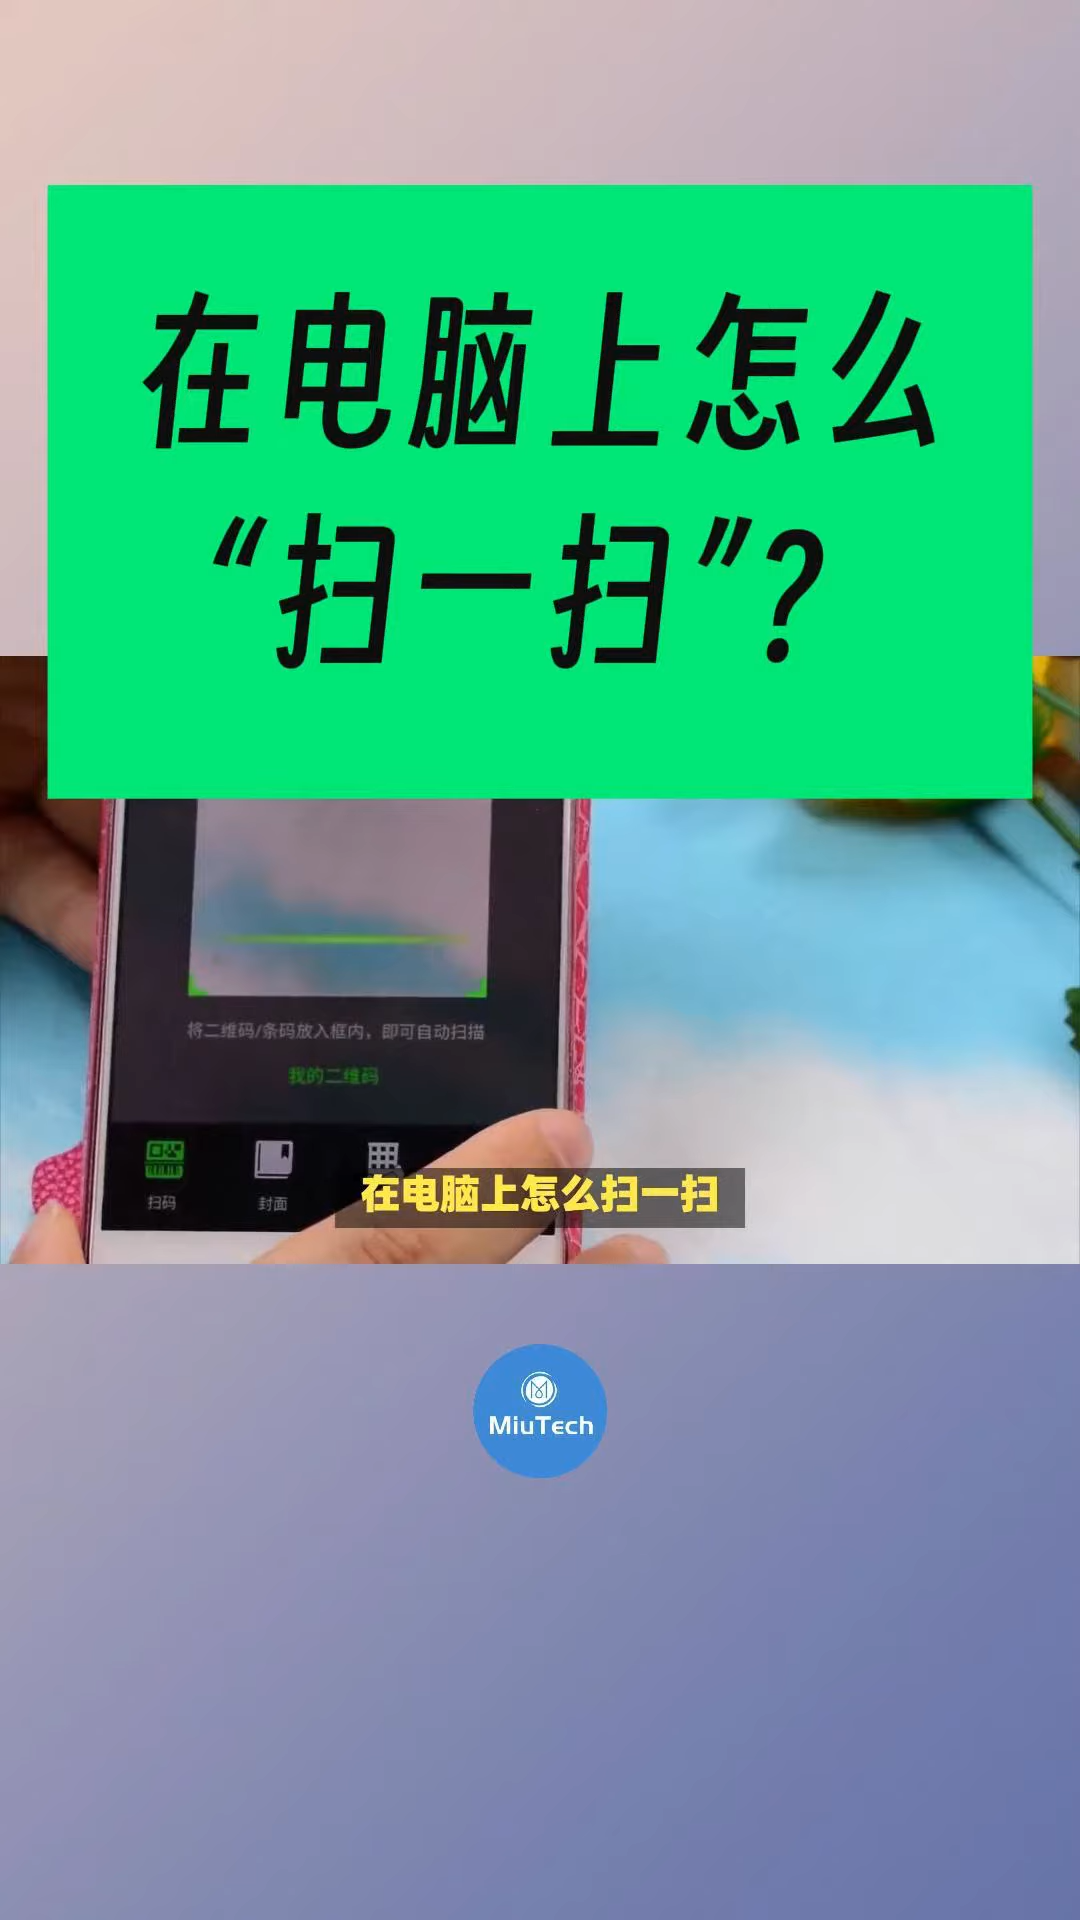 在电脑上怎么
“扫一扫”?
将二维码/条码放入框内，即可自动扫描
我的二维码
扫码
封面
在电脑上怎么扫一扫
MiuTech